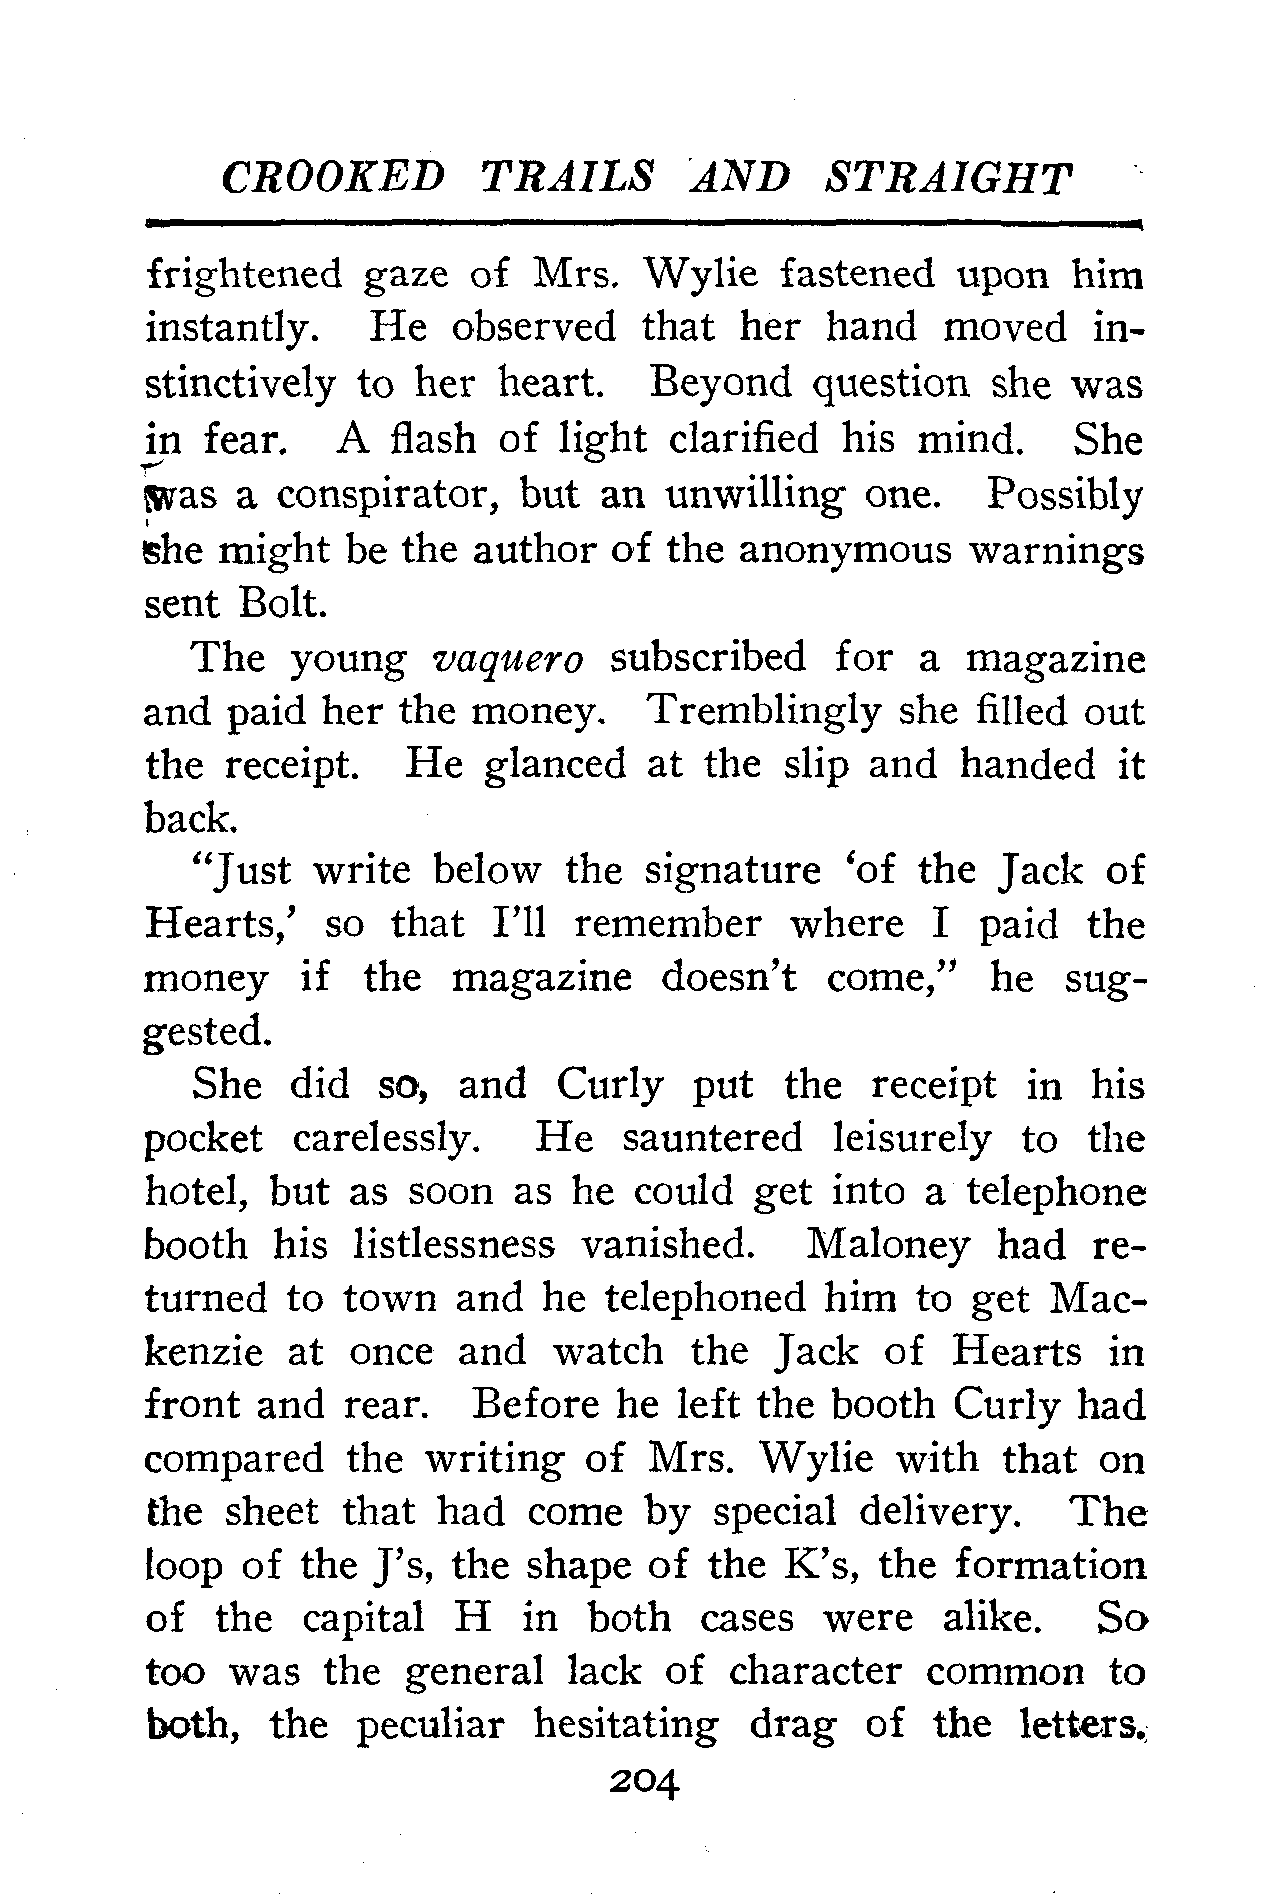 CROOKED TRAILS AND STRAIGHT
frightened gaze of Mrs. Wylie fastened upon him
instantly. He observed that her hand moved in-
stinctively to her heart. Beyond question she was
in fear. A flash of light clarified his mind. She
was a conspirator, but an unwilling one. Possibly
she might be the author of the anonymous warnings
sent Bolt.
The young vaquero subscribed for a magazine
and paid her the money. Tremblingly she filled out
the receipt. He glanced at the slip and handed it
back.
“Just write below the signature ‘of the Jack of
Hearts,’ so that I’ll remember where I paid the
money if the magazine doesn’t come,” he sug-
gested.
She did so, and Curly put the receipt in his
pocket carelessly. He sauntered leisurely to the
hotel, but as soon as he could get into a telephone
booth his listlessness vanished. Maloney had re-
turned to town and he telephoned him to get Mac-
kenzie at once and watch the Jack of Hearts in
front and rear. Before he left the booth Curly had
compared the writing of Mrs. Wylie with that on
the sheet that had come by special delivery. The
loop of the J’s, the shape of the K’s, the formation
of the capital H in both cases were alike. So
too was the general lack of character common to
both, the peculiar hesitating drag of the letters.
204